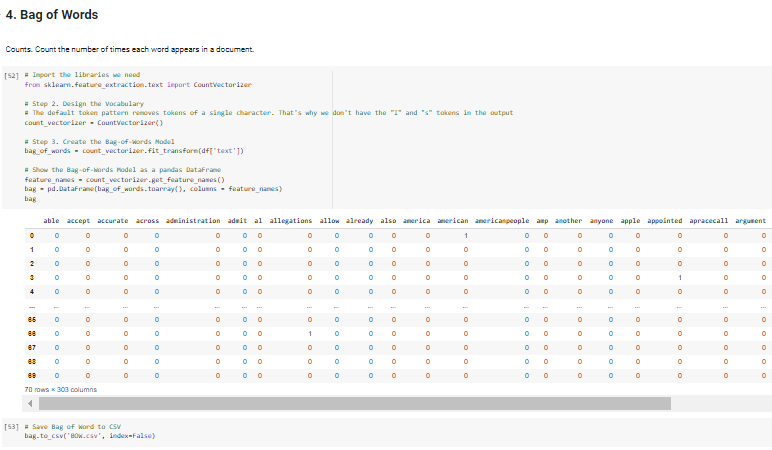 4. Bag of Words
Counts. Count the number of times each word appears in a document.
[52] # Import the libraries we need
from sklearn.feature_extraction.text import CountVectorizer
# Step 2. Design the Vocabulary
# The default token pattern removes tokens of a single character. That's why we don't have the "I" and "s" tokens in the output
count_vectorizer = CountVectorizer()
# Step 3. Create the Bag-of-Words Model
bag_of_words = count_vectorizer.fit_transform(df['text'])
# Show the Bag-of-Words Model as a pandas DataFrame
feature_names = count_vectorizer.get_feature_names()
bag = pd.DataFrame(bag_of_words.toarray(), columns = feature_names)
bag
able accept accurate across administration admit al allegations allow already also america american americanpeople amp another anyone apple appointed apracecall argument
0 0 0 0 0 0 0 0 0 0 0 0 0 1 0 0 0 0 0 0 0 0
1 0 0 0 0 0 0 0 0 0 0 0 0 0 0 0 0 0 0 0 0 0
2 0 0 0 0 0 0 0 0 0 0 0 0 0 0 0 0 0 0 0 0 0
3 0 0 0 0 0 0 0 0 0 0 0 0 0 0 0 0 0 0 1 0 0
4 0 0 0 0 0 0 0 0 0 0 0 0 0 0 0 0 0 0 0 0 0
... ... ... ... ... ... ... ... ... ... ... ... ... ... ... ... ... ... ... ... ... ...
65 0 0 0 0 0 0 0 0 0 0 0 0 0 0 0 0 0 0 0 0 0
66 0 0 0 0 0 0 0 1 0 0 0 0 0 0 0 0 0 0 0 0 0
67 0 0 0 0 0 0 0 0 0 0 0 0 0 0 0 0 0 0 0 0 0
68 0 0 0 0 0 0 0 0 0 0 0 0 0 0 0 0 0 0 0 0 0
69 0 0 0 0 0 0 0 0 0 0 0 0 0 0 0 0 0 0 0 0 0
70 rows × 303 columns
[53] # Save Bag of Word to CSV
bag.to_csv('BOW.csv', index=False)